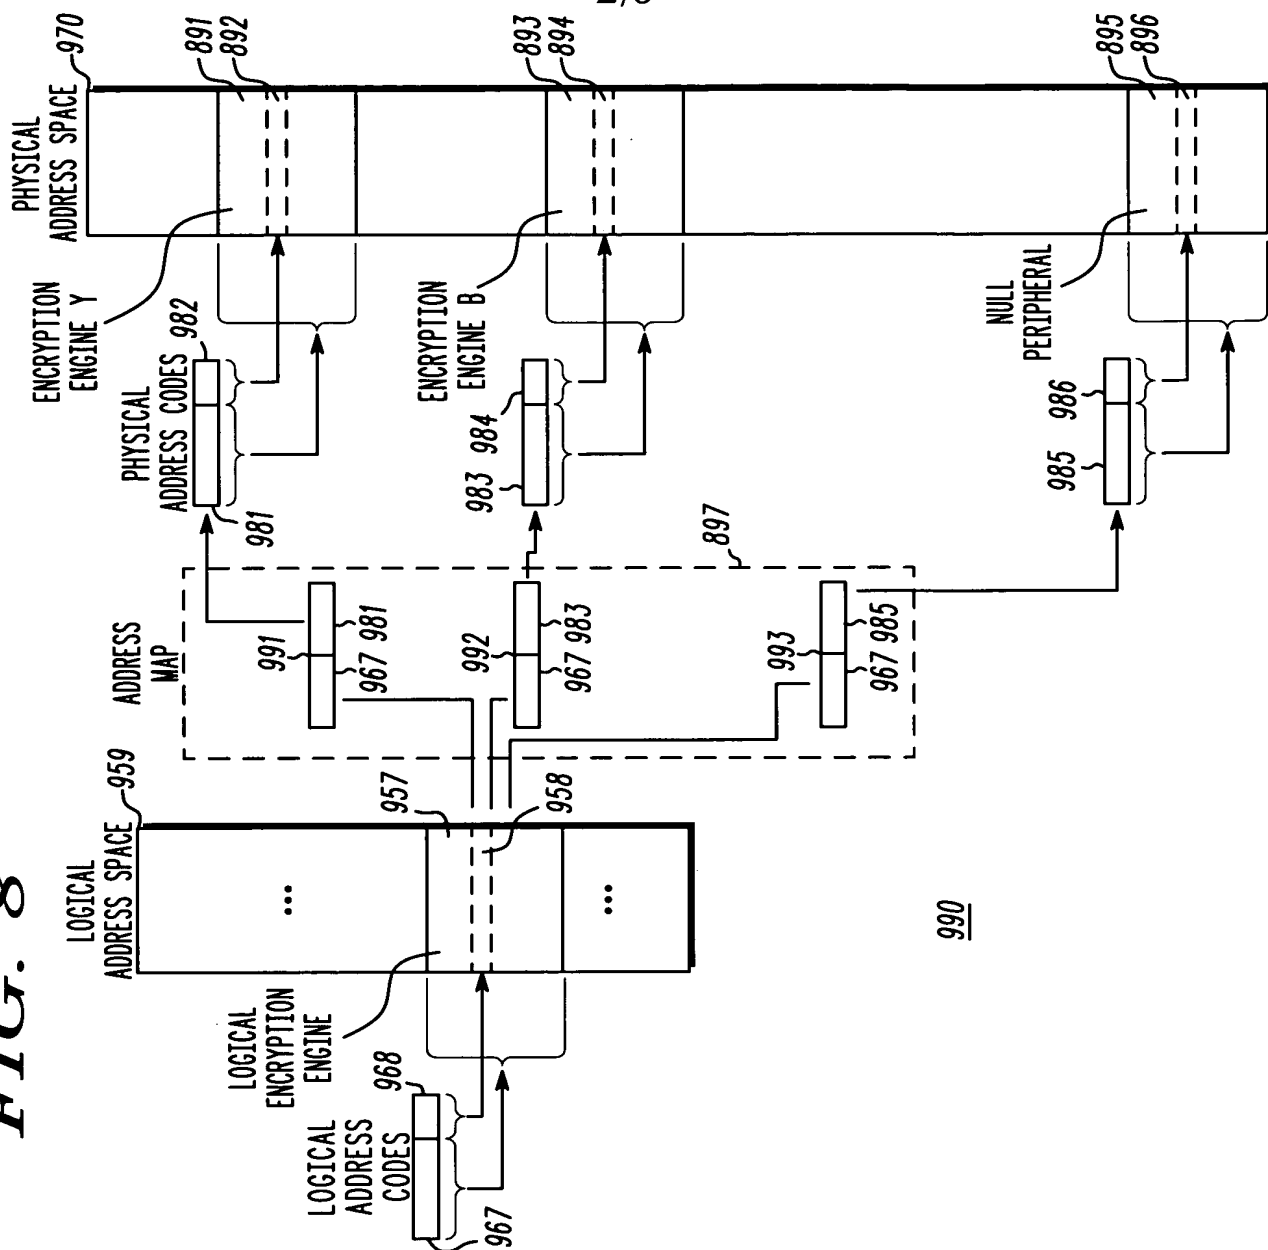 2/6
FIG. 8
LOGICAL
ADDRESS
CODES
967
968
LOGICAL
ENCRYPTION
ENGINE
LOGICAL
ADDRESS SPACE
959
...
957
958
...
ADDRESS
MAP
991
967
981
992
967
983
993
967
985
897
PHYSICAL
ADDRESS CODES
981
982
983
984
985
986
ENCRYPTION
ENGINE Y
ENCRYPTION
ENGINE B
NULL
PERIPHERAL
PHYSICAL
ADDRESS SPACE
970
891
892
893
894
895
896
990